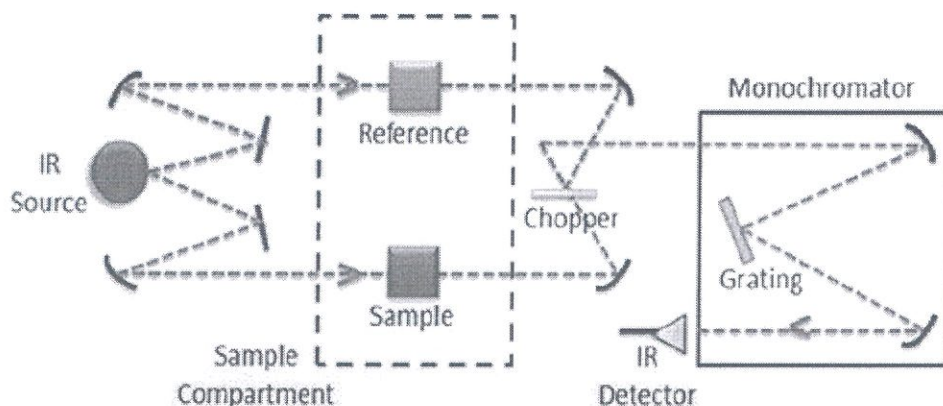 Monochromator
Reference
IR
Source
Chopper
Grating
Sample
Sample
Compartment
IR
Detector